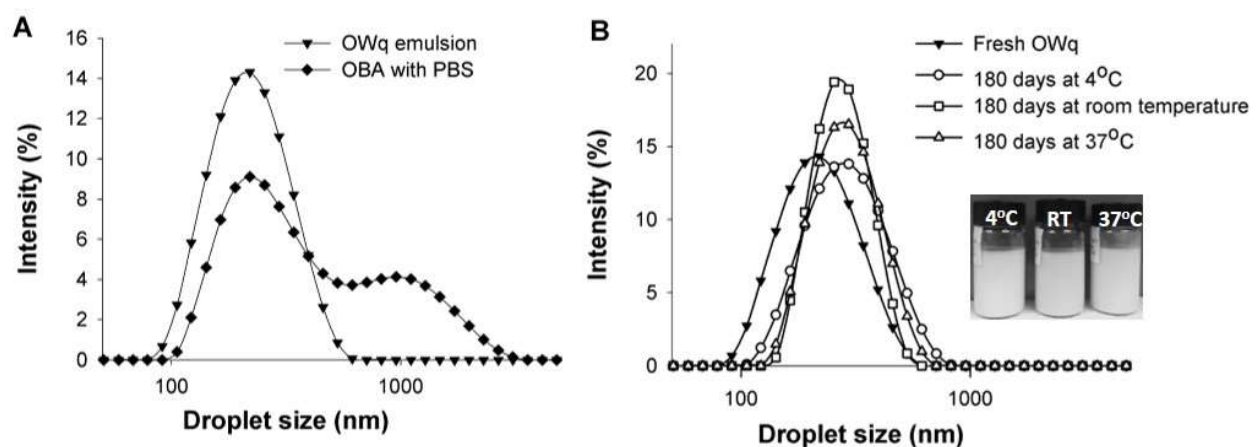 A
OWq emulsion
OBA with PBS
16
14
12
10
8
6
4
2
0
Intensity (%)
100
1000
Droplet size (nm)
B
Fresh OWq
180 days at 4°C
180 days at room temperature
180 days at 37°C
20
15
10
5
0
Intensity (%)
4°C RT 37°C
100
1000
Droplet size (nm)